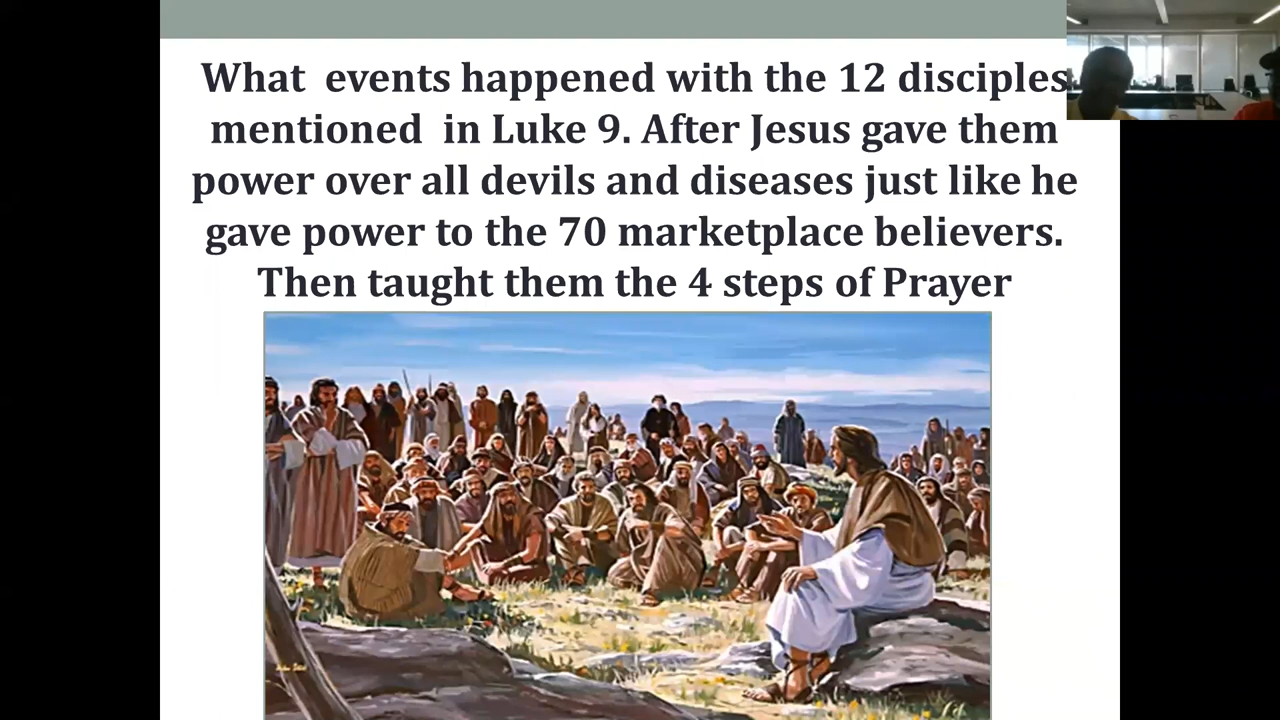 What events happened with the 12 disciples
mentioned in Luke 9. After Jesus gave them
power over all devils and diseases just like he
gave power to the 70 marketplace believers.
Then taught them the 4 steps of Prayer